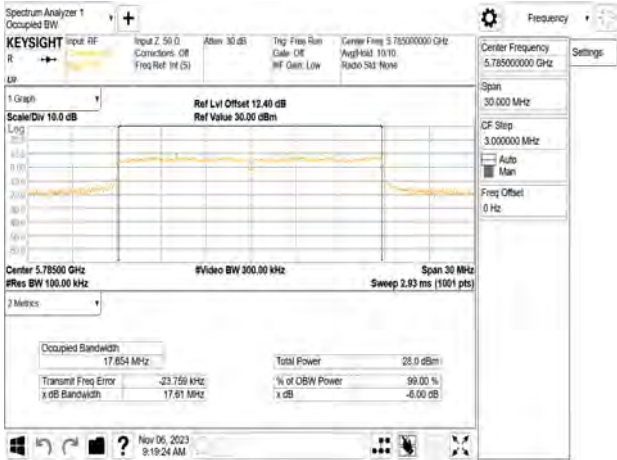 Spectrum Analyzer 1
Occupied BW
+
Frequency
KEYSIGHT
Input: RF
Input Z: 50 Ω
Corrections: Off
Freq Ref: Int (S)
Atten: 30 dB
Trig: Free Run
Gate: Off
#IF Gain: Low
Center Freq: 5.785000000 GHz
Avg|Hold: 10/10
Radio Std: None
R
Center Frequency
5.785000000 GHz
Settings
Span
30.000 MHz
CF Step
3.000000 MHz
Auto
Man
Freq Offset
0 Hz
1 Graph
Scale/Div 10.0 dB
Ref Lvl Offset 12.40 dB
Ref Value 30.00 dBm
Log
Center 5.78500 GHz
#Res BW 100.00 kHz
#Video BW 300.00 kHz
Span 30 MHz
Sweep 2.93 ms (1001 pts)
2 Metrics
Occupied Bandwidth
17.654 MHz
Total Power
28.0 dBm
Transmit Freq Error
-23.759 kHz
% of OBW Power
99.00 %
x dB Bandwidth
17.61 MHz
x dB
-6.00 dB
?
Nov 06, 2023
9:19:24 AM